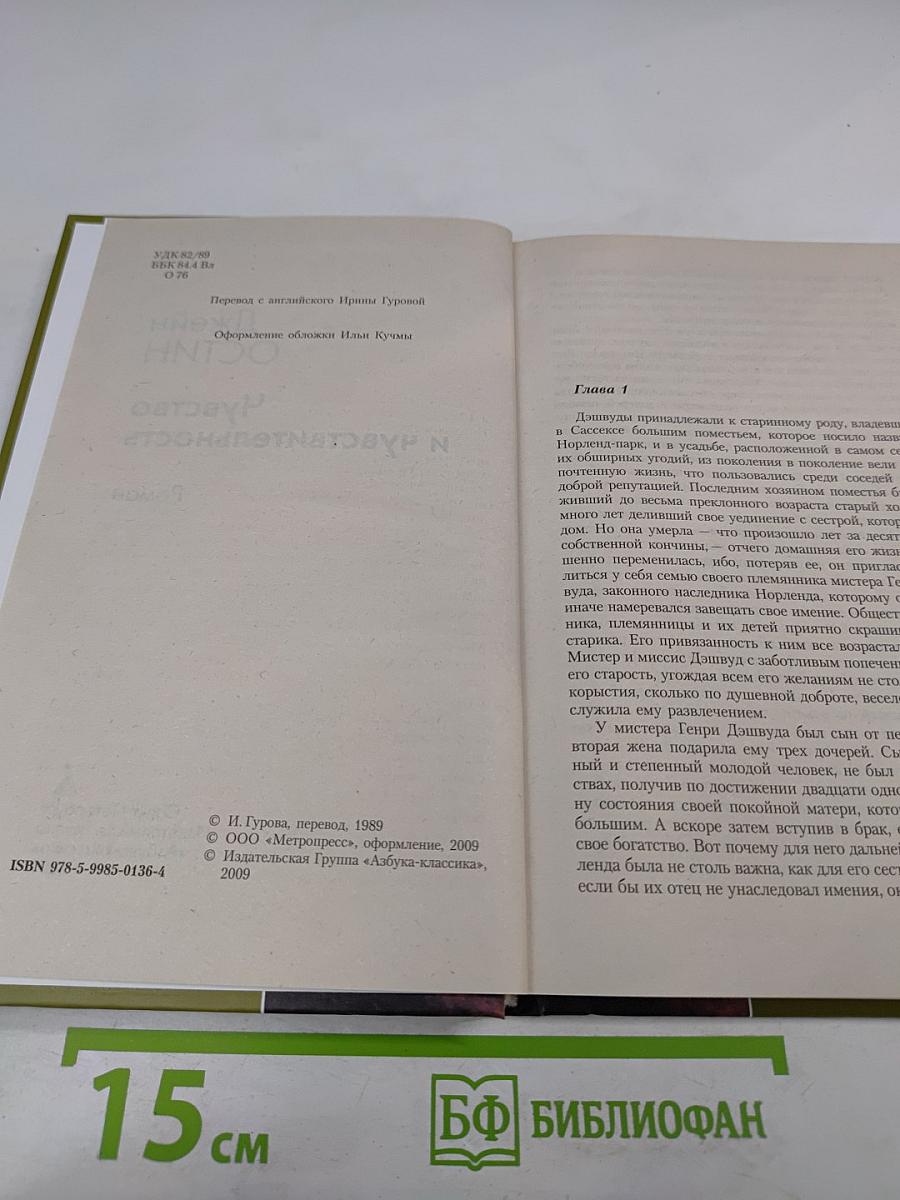 УДК 82/89
ББК 84.4 Вл
О 76
Перевод с английского Ирины Гуровой
Оформление обложки Ильи Кучмы
Джейн
ОСТИН
Чувство
и чувствительность
Роман
© И. Гурова, перевод, 1989
© ООО «Метропресс», оформление, 2009
© Издательская Группа «Азбука-классика»,
2009
ISBN 978-5-9985-0136-4
Глава 1
Дэшвуды принадлежали к старинному роду, владевш
в Сассексе большим поместьем, которое носило назв
Норленд-парк, и в усадьбе, расположенной в самом се
их обширных угодий, из поколения в поколение вели
почтенную жизнь, что пользовались среди соседей
доброй репутацией. Последним хозяином поместья б
живший до весьма преклонного возраста старый хо
много лет деливший свое уединение с сестрой, котор
дом. Но она умерла — что произошло лет за десят
собственной кончины, — отчего домашняя его жизн
шенно переменилась, ибо, потеряв ее, он приглас
литься у себя семью своего племянника мистера Ге
вуда, законного наследника Норленда, которому о
иначе намеревался завещать свое имение. Общест
ника, племянницы и их детей приятно скраши
старика. Его привязанность к ним все возрастал
Мистер и миссис Дэшвуд с заботливым попечен
его старость, угождая всем его желаниям не сто
корыстия, сколько по душевной доброте, весел
служила ему развлечением.
У мистера Генри Дэшвуда был сын от пе
вторая жена подарила ему трех дочерей. Сы
ный и степенный молодой человек, не был
ствах, получив по достижении двадцати одно
ну состояния своей покойной матери, кото
большим. А вскоре затем вступив в брак,
свое богатство. Вот почему для него дальней
ленда была не столь важна, как для его сест
если бы их отец не унаследовал имения, он
15 см
БФ БИБЛИОФАН